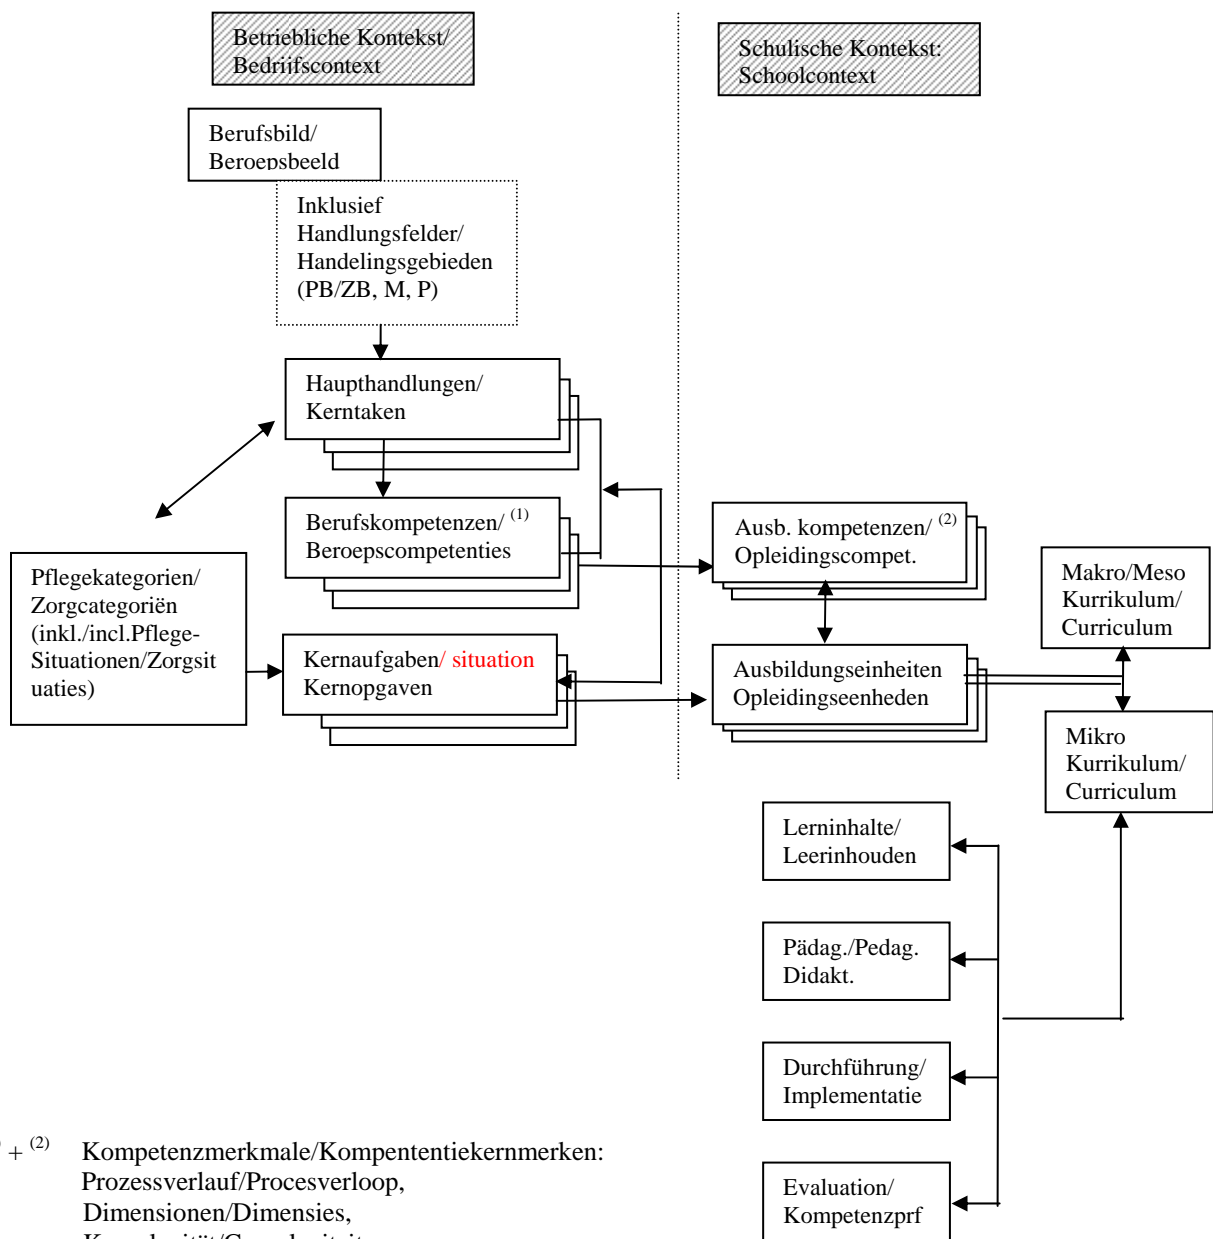 Betriebliche Kontekst/
Bedrijfscontext
Schulische Kontekst:
Schoolcontext
Berufsbild/
Beroepsbeeld
Inklusief
Handlungsfelder/
Handelingsgebieden
(PB/ZB, M, P)
Haupthandlungen/
Kerntaken
Berufskompetenzen/ (1)
Beroepscompetenties
Ausb. kompetenzen/ (2)
Opleidingscompet.
Pflegekategorien/
Zorgcategoriën
(inkl./incl.Pflege-
Situationen/Zorgsit
uaties)
Makro/Meso
Kurrikulum/
Curriculum
Kernaufgaben/ situation
Kernopgaven
Ausbildungseinheiten
Opleidingseenheden
Mikro
Kurrikulum/
Curriculum
Lerninhalte/
Leerinhouden
Pädag./Pedag.
Didakt.
Durchführung/
Implementatie
Evaluation/
Kompetenzprf
+ (2) Kompetenzmerkmale/Kompententiekernmerken:
Prozessverlauf/Procesverloop,
Dimensionen/Dimensies,